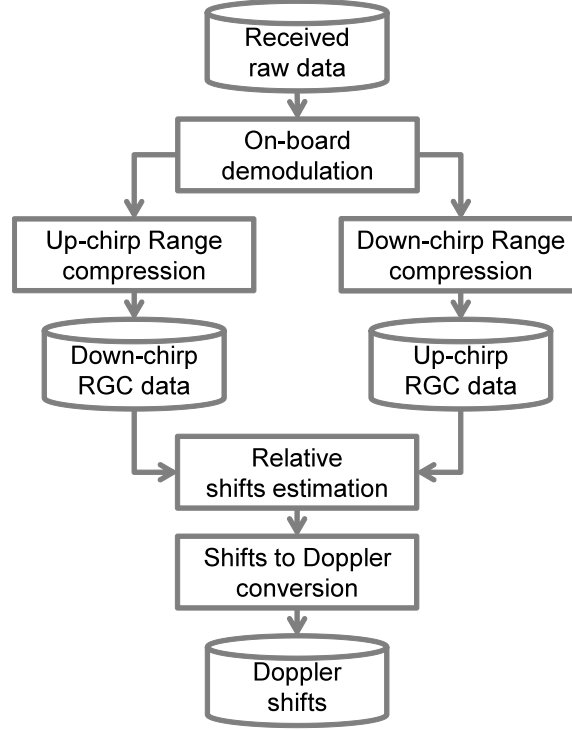 Received
raw data
On-board
demodulation
Up-chirp Range
compression
Down-chirp Range
compression
Down-chirp
RGC data
Up-chirp
RGC data
Relative
shifts estimation
Shifts to Doppler
conversion
Doppler
shifts